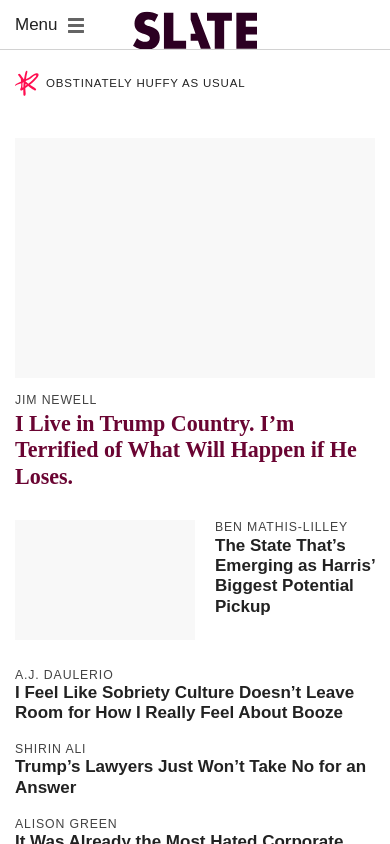 Menu
SLATE
OBSTINATELY HUFFY AS USUAL
JIM NEWELL
I Live in Trump Country. I’m
Terrified of What Will Happen if He
Loses.
BEN MATHIS-LILLEY
The State That’s
Emerging as Harris’
Biggest Potential
Pickup
A.J. DAULERIO
I Feel Like Sobriety Culture Doesn’t Leave
Room for How I Really Feel About Booze
SHIRIN ALI
Trump’s Lawyers Just Won’t Take No for an
Answer
ALISON GREEN
It Was Already the Most Hated Corporate